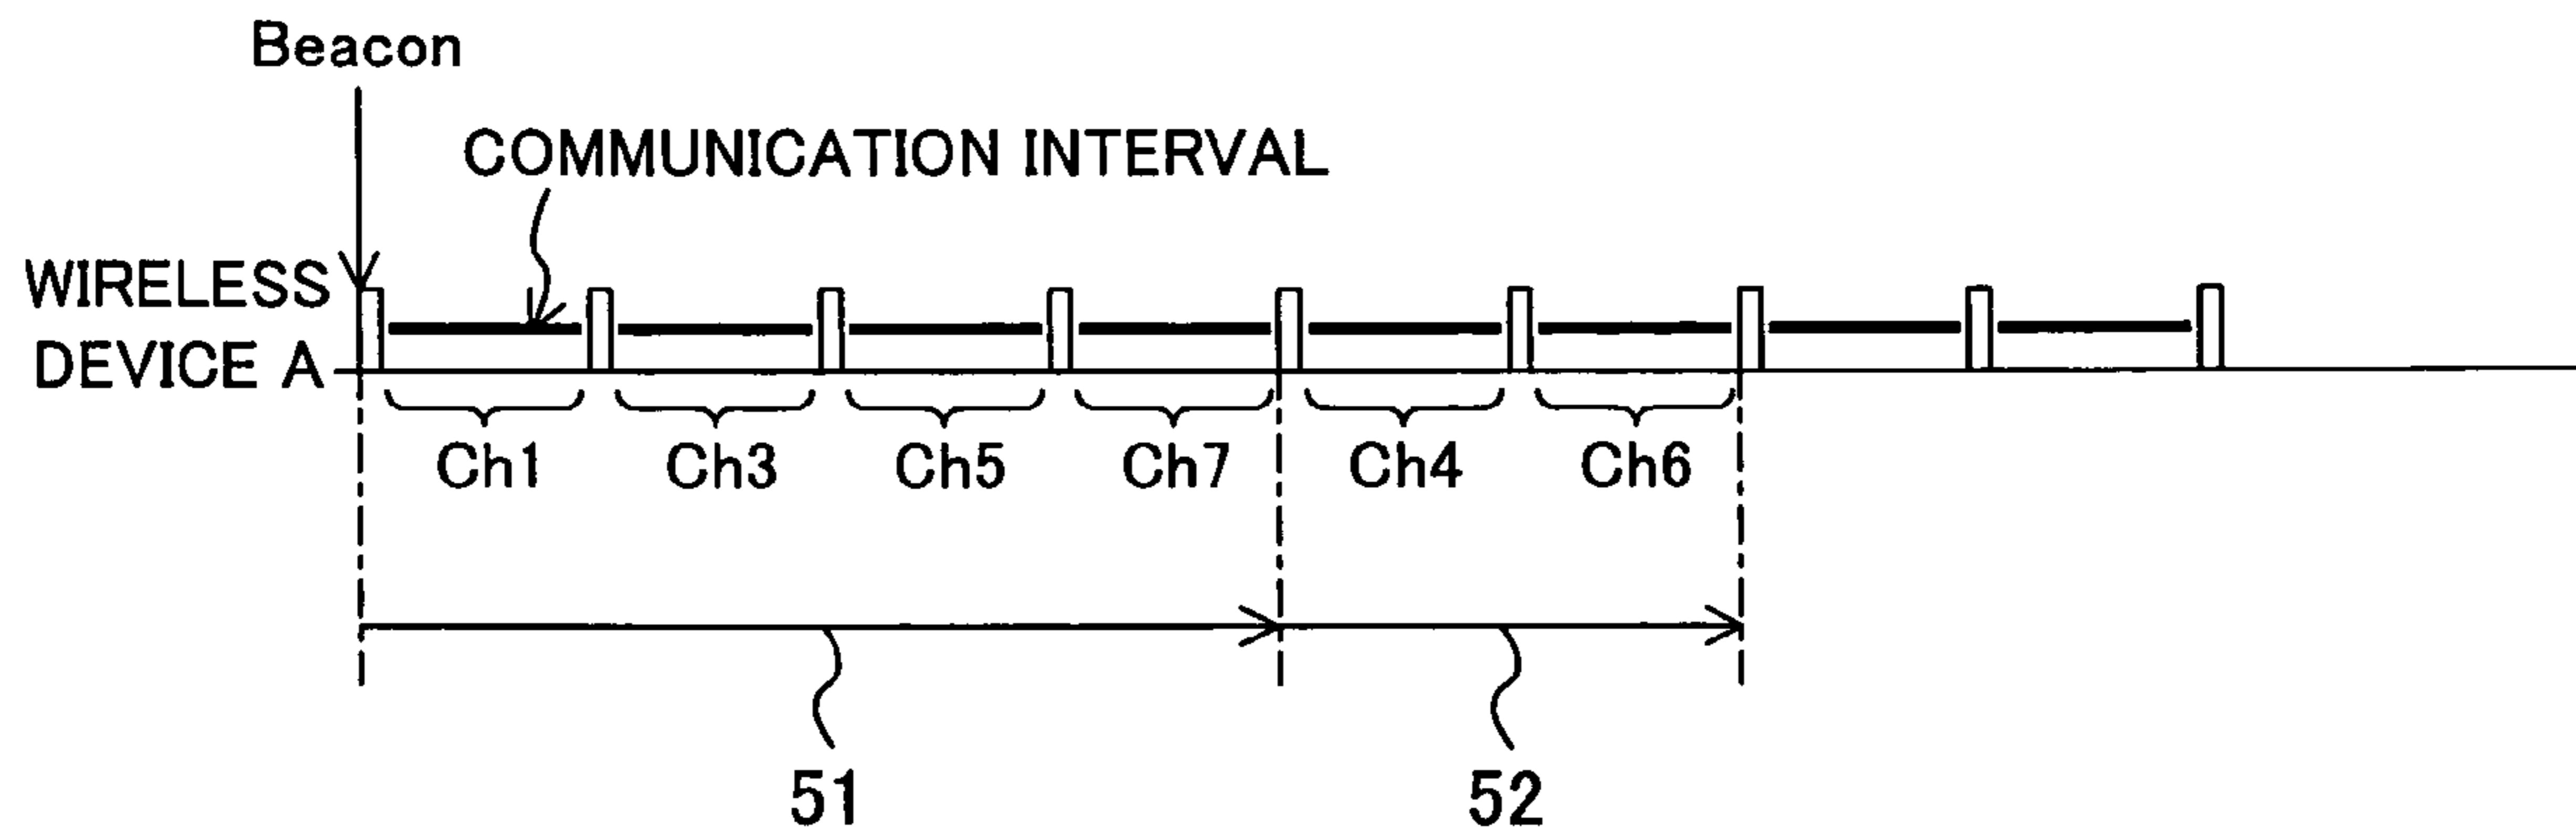 Beacon
COMMUNICATION INTERVAL
WIRELESS
DEVICE A
Ch1 Ch3 Ch5 Ch7 Ch4 Ch6
51 52